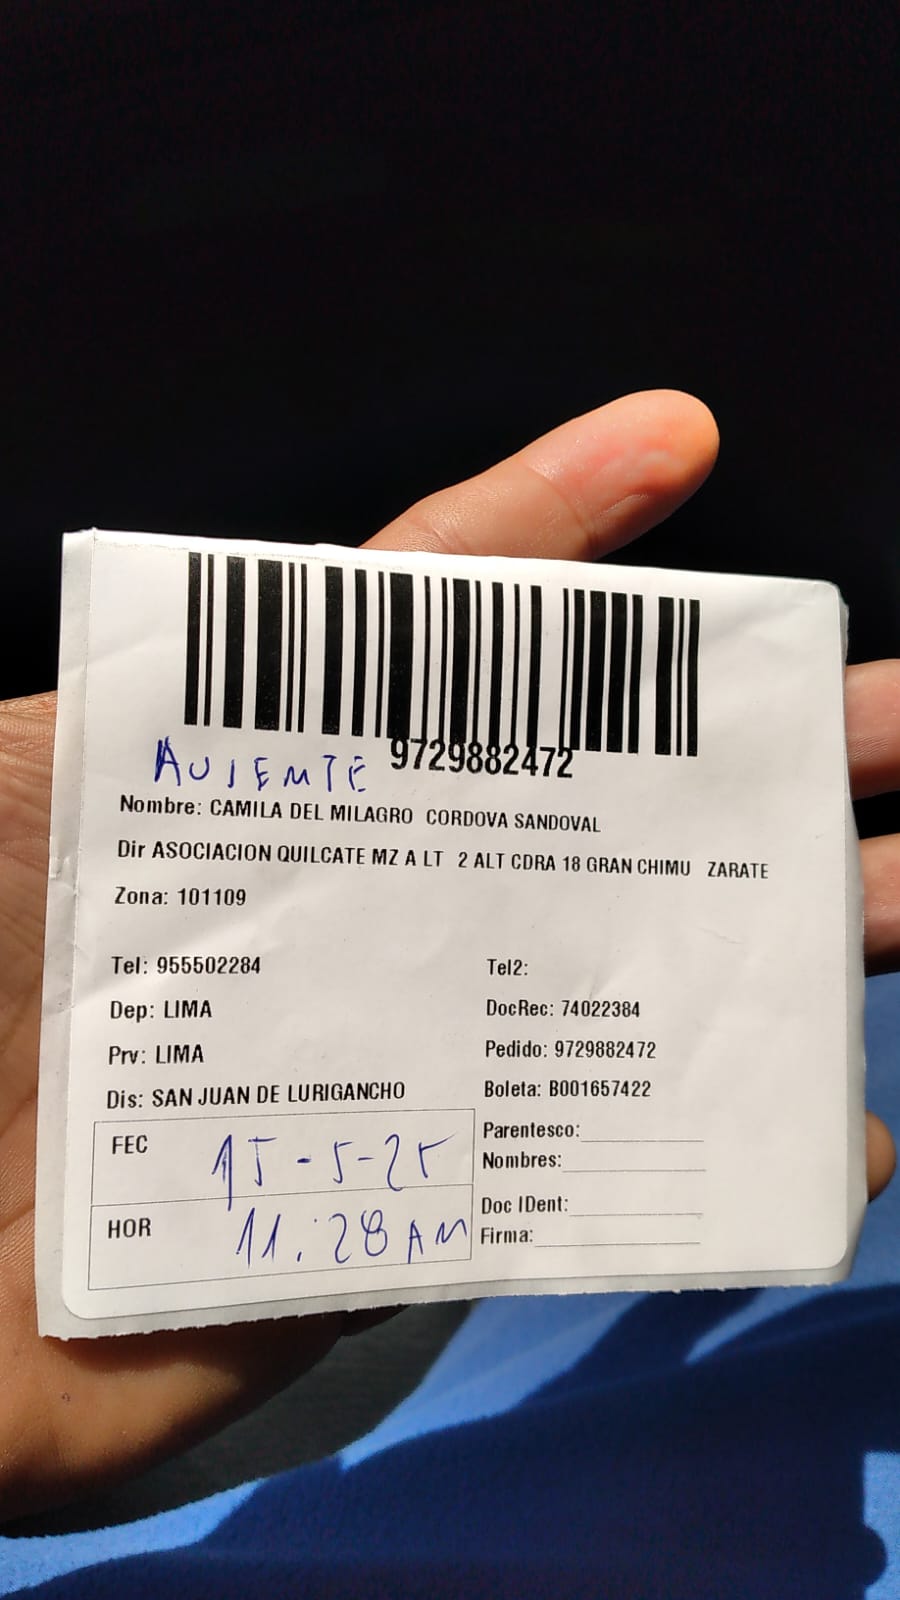 AUSENTE 9729882472
Nombre: CAMILA DEL MILAGRO CORDOVA SANDOVAL
Dir ASOCIACION QUILCATE MZ A LT 2 ALT CDRA 18 GRAN CHIMU ZARATE
Zona: 101109
Tel: 955502284 Tel2:
Dep: LIMA DocRec: 74022384
Prv: LIMA Pedido: 9729882472
Dis: SAN JUAN DE LURIGANCHO Boleta: B001657422
FEC 15-5-25 Parentesco:
Nombres:
HOR 11:28 AM Doc IDent:
Firma: